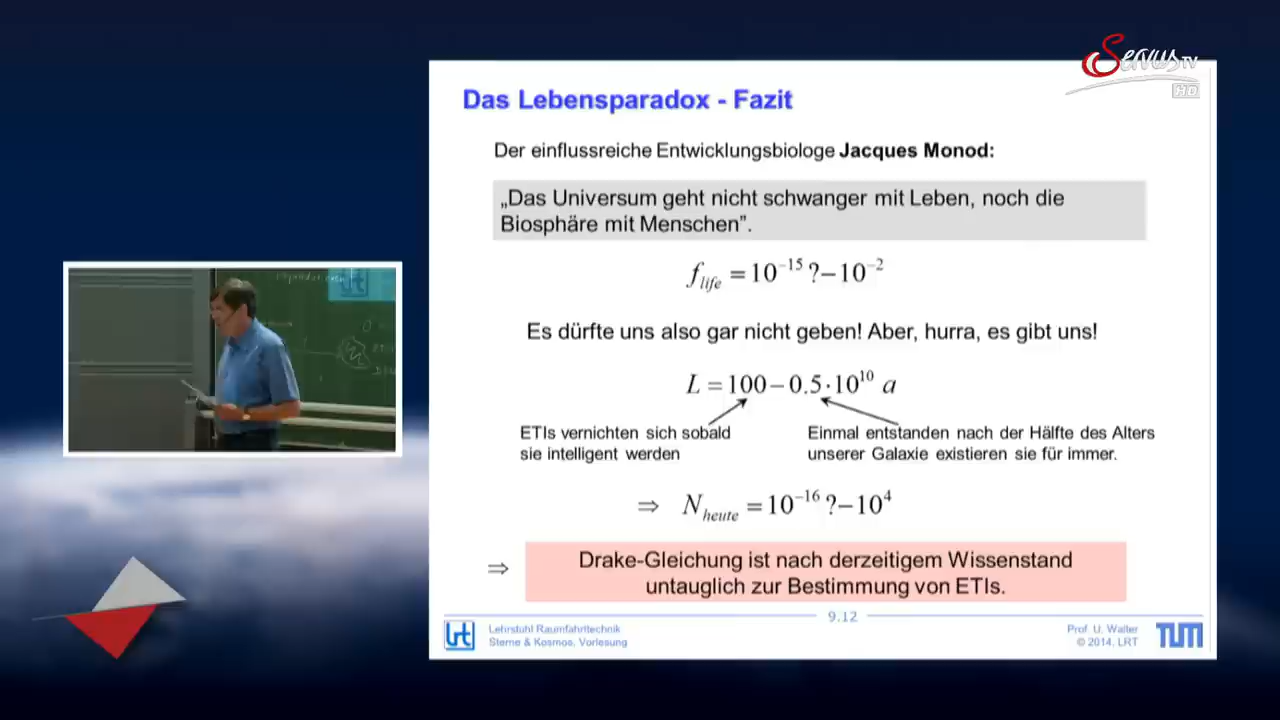 Servus TV
HD
Das Lebensparadox - Fazit
Der einflussreiche Entwicklungsbiologe Jacques Monod:
„Das Universum geht nicht schwanger mit Leben, noch die
Biosphäre mit Menschen”.
f_life = 10^-15 ?– 10^-2
Es dürfte uns also gar nicht geben! Aber, hurra, es gibt uns!
L = 100 – 0.5·10^10 a
ETIs vernichten sich sobald
sie intelligent werden
Einmal entstanden nach der Hälfte des Alters
unserer Galaxie existieren sie für immer.
⇒ N_heute = 10^-16 ?– 10^4
⇒ Drake-Gleichung ist nach derzeitigem Wissenstand
untauglich zur Bestimmung von ETIs.
9.12
lrt
Lehrstuhl Raumfahrttechnik
Sterne & Kosmos, Vorlesung
Prof. U. Walter
© 2014, LRT
TUM